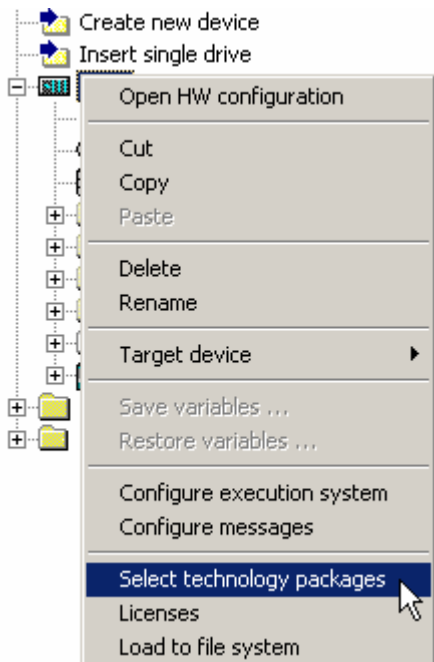 Create new device
Insert single drive
Open HW configuration
Cut
Copy
Paste
Delete
Rename
Target device
Save variables ...
Restore variables ...
Configure execution system
Configure messages
Select technology packages
Licenses
Load to file system